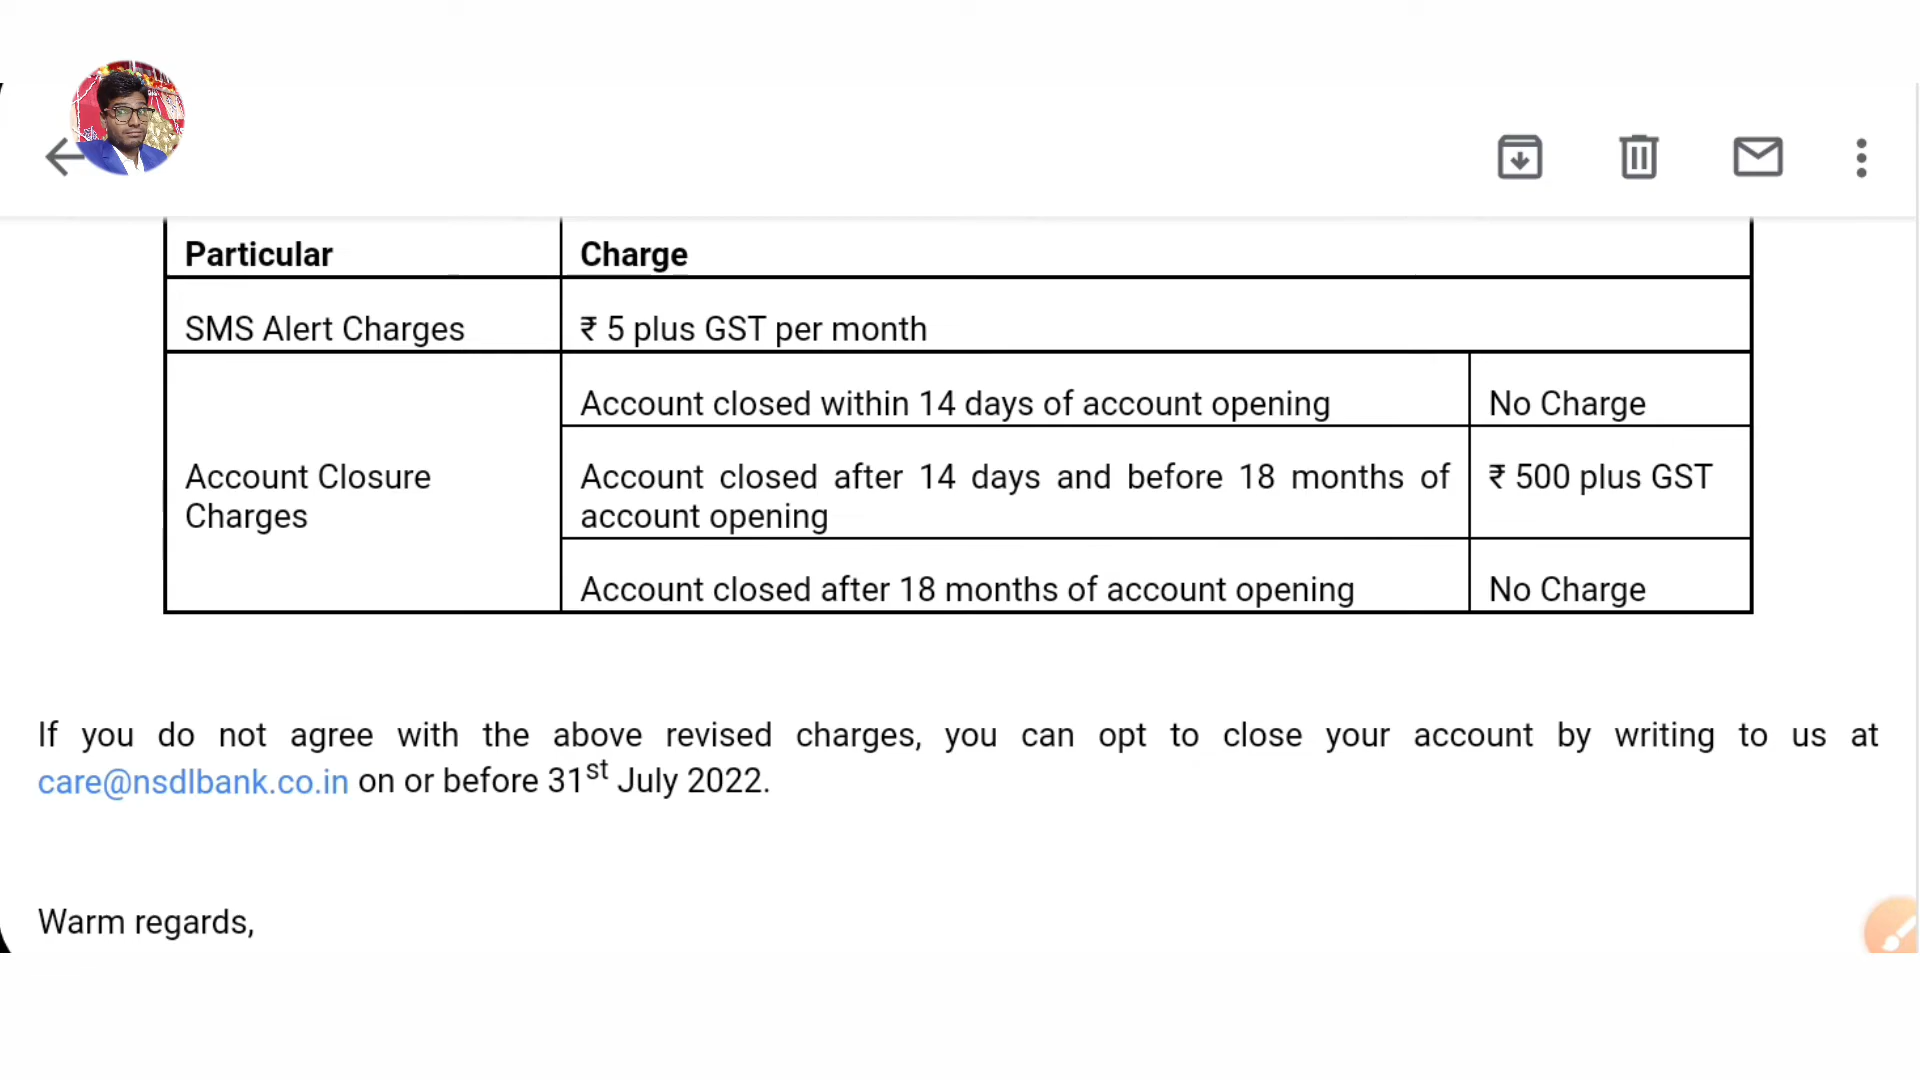 Particular Charge
SMS Alert Charges ₹ 5 plus GST per month
Account closed within 14 days of account opening No Charge
Account Closure Charges
Account closed after 14 days and before 18 months of account opening ₹ 500 plus GST
Account closed after 18 months of account opening No Charge
If you do not agree with the above revised charges, you can opt to close your account by writing to us at
care@nsdlbank.co.in on or before 31st July 2022.
Warm regards,